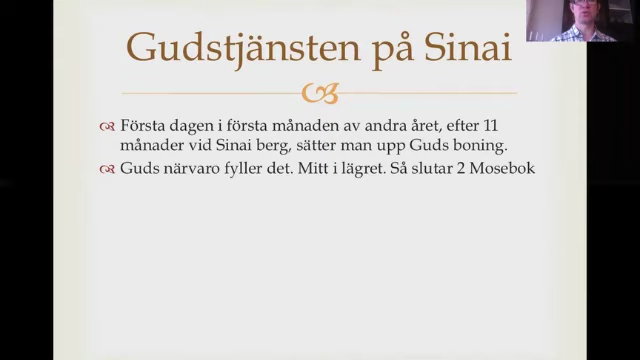 Gudstjänsten på Sinai
Första dagen i första månaden av andra året, efter 11
månader vid Sinai berg, sätter man upp Guds boning.
Guds närvaro fyller det. Mitt i lägret. Så slutar 2 Mosebok